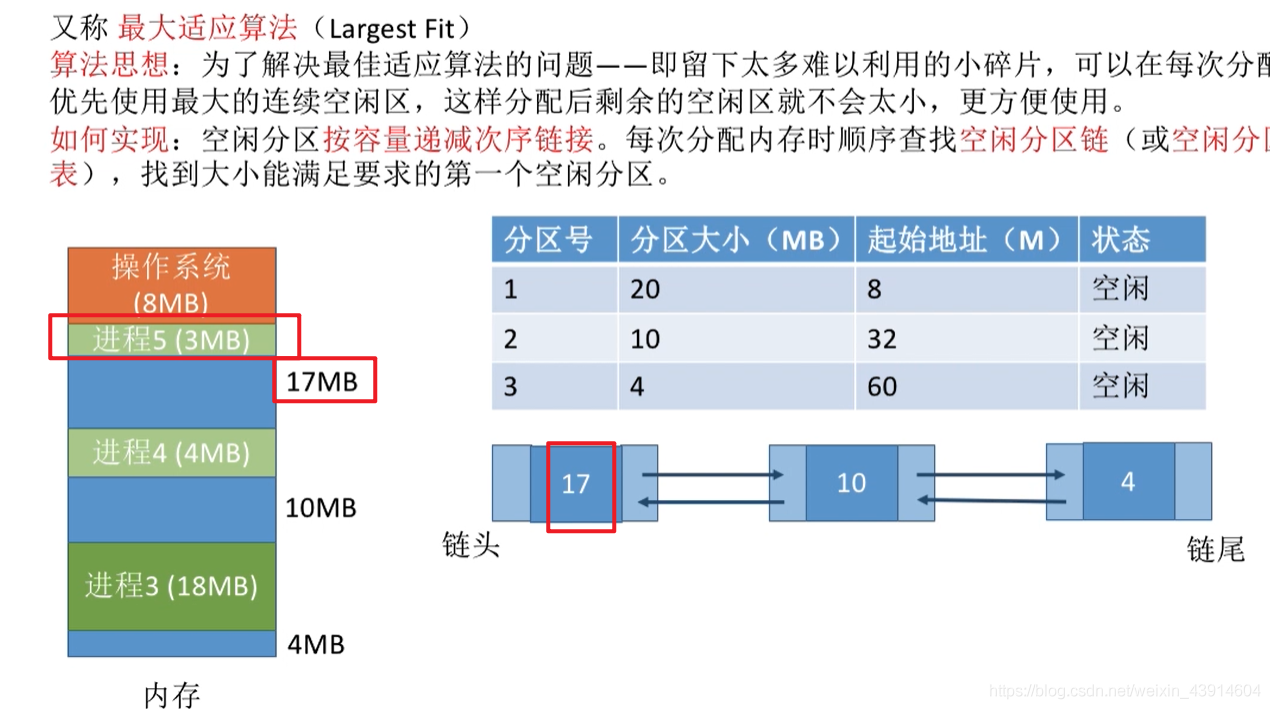 又称 最大适应算法（Largest Fit）
算法思想：为了解决最佳适应算法的问题——即留下太多难以利用的小碎片，可以在每次分配
优先使用最大的连续空闲区，这样分配后剩余的空闲区就不会太小，更方便使用。
如何实现：空闲分区按容量递减次序链接。每次分配内存时顺序查找空闲分区链（或空闲分区
表），找到大小能满足要求的第一个空闲分区。
操作系统
(8MB)
进程5 (3MB)
17MB
进程4 (4MB)
10MB
进程3 (18MB)
4MB
内存
分区号 分区大小（MB） 起始地址（M） 状态
1 20 8 空闲
2 10 32 空闲
3 4 60 空闲
17 10 4
链头
链尾
https://blog.csdn.net/weixin_43914604